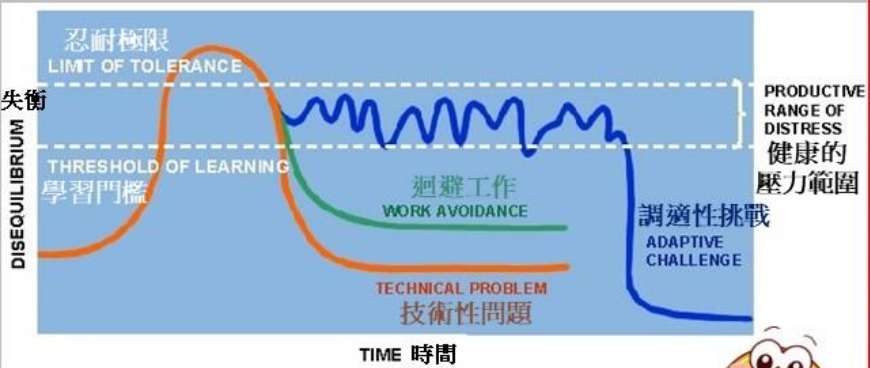 忍耐極限
LIMIT OF TOLERANCE
失衡
DISEQUILIBRIUM
THRESHOLD OF LEARNING
學習門檻
PRODUCTIVE
RANGE OF
DISTRESS
健康的
壓力範圍
迴避工作
WORK AVOIDANCE
調適性挑戰
ADAPTIVE
CHALLENGE
TECHNICAL PROBLEM
技術性問題
TIME 時間